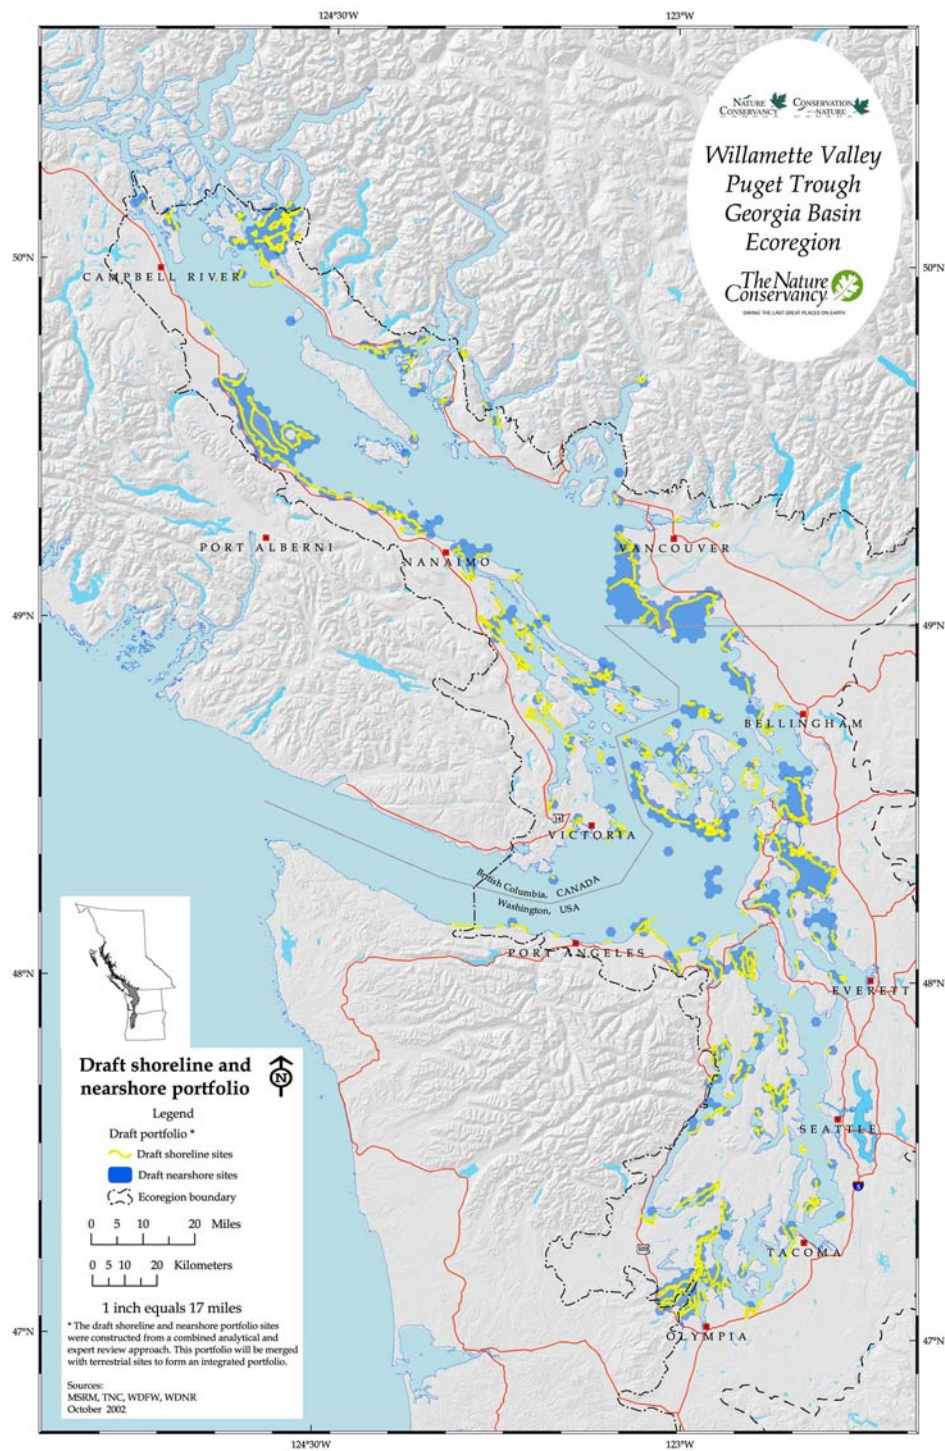 124°30'W
123°W
NATURE
CONSERVANCY
CONSERVATION
NATURE
Willamette Valley
Puget Trough
Georgia Basin
Ecoregion
The Nature
Conservancy
SAVING THE LAST GREAT PLACES ON EARTH
50°N
50°N
CAMPBELL RIVER
PORT ALBERNI
NANAIMO
VANCOUVER
49°N
49°N
BELLINGHAM
14
VICTORIA
British Columbia, CANADA
Washington, USA
PORT ANGELES
48°N
48°N
EVERETT
SEATTLE
5
TACOMA
OLYMPIA
47°N
47°N
Draft shoreline and
nearshore portfolio
N
Legend
Draft portfolio *
Draft shoreline sites
Draft nearshore sites
Ecoregion boundary
0 5 10 20 Miles
0 5 10 20 Kilometers
1 inch equals 17 miles
* The draft shoreline and nearshore portfolio sites
were constructed from a combined analytical and
expert review approach. This portfolio will be merged
with terrestrial sites to form an integrated portfolio.
Sources:
MSRM, TNC, WDFW, WDNR
October 2002
124°30'W
123°W